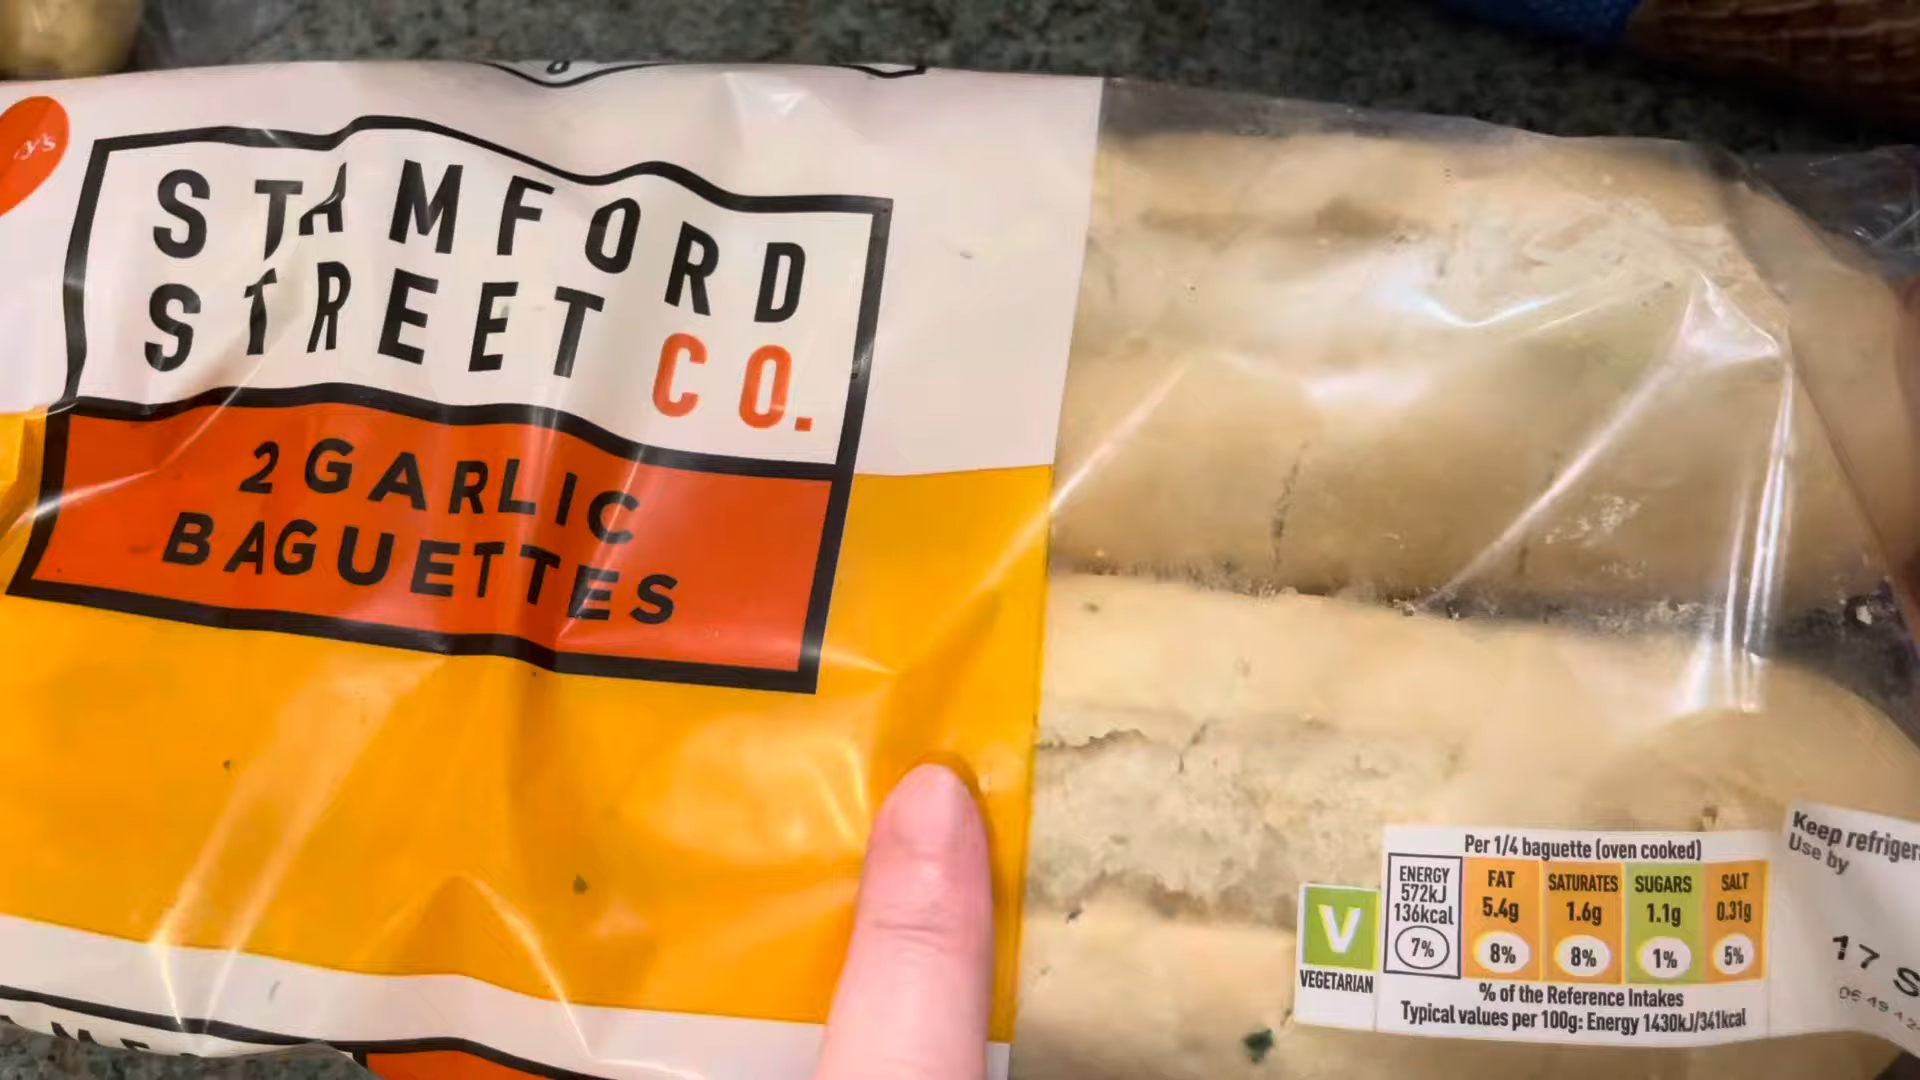 STAMFORD
STREET CO.
2 GARLIC
BAGUETTES
Per 1/4 baguette (oven cooked)
ENERGY
572kJ
136kcal
7%
FAT
5.4g
8%
SATURATES
1.6g
8%
SUGARS
1.1g
1%
SALT
0.31g
5%
% of the Reference Intakes
Typical values per 100g: Energy 1430kJ/341kcal
V
VEGETARIAN
Keep
Use by
17